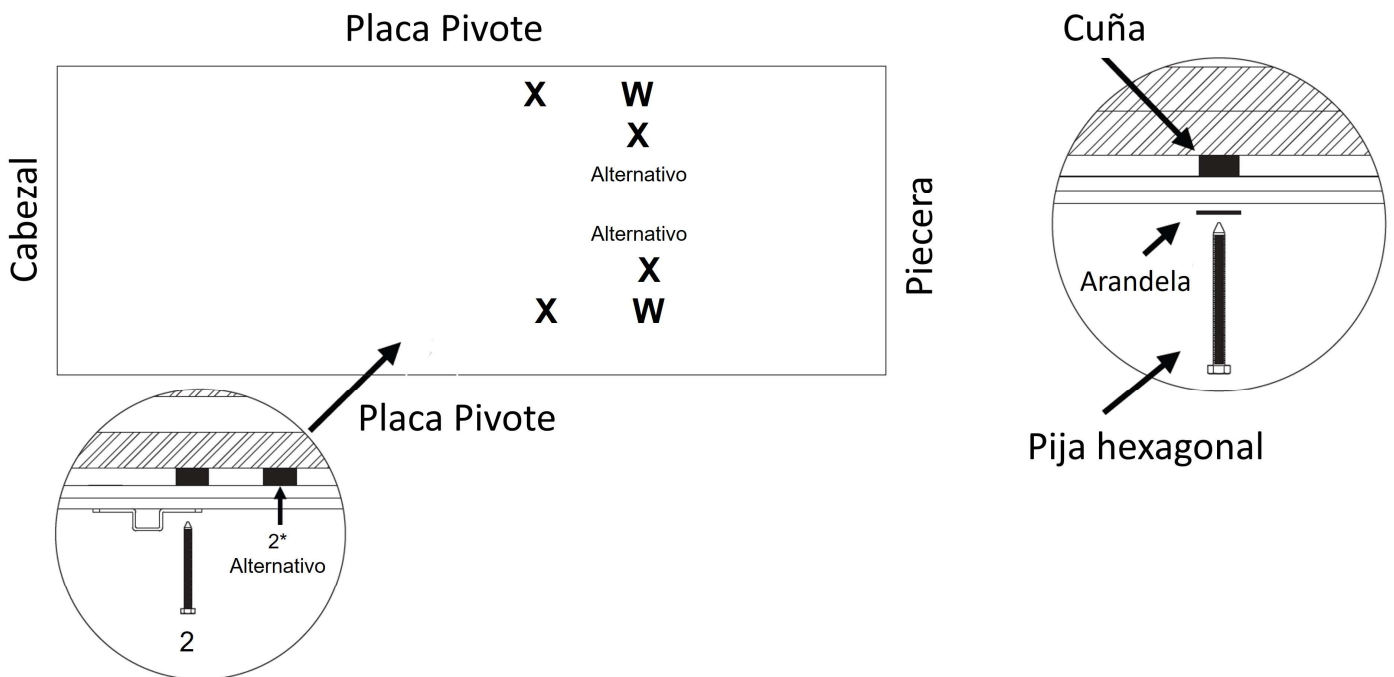 Placa Pivote
Cabezal
X W
X
Alternativo
Alternativo
X
X W
Piecera
Placa Pivote
2*
Alternativo
2
Cuña
Arandela
Pija hexagonal